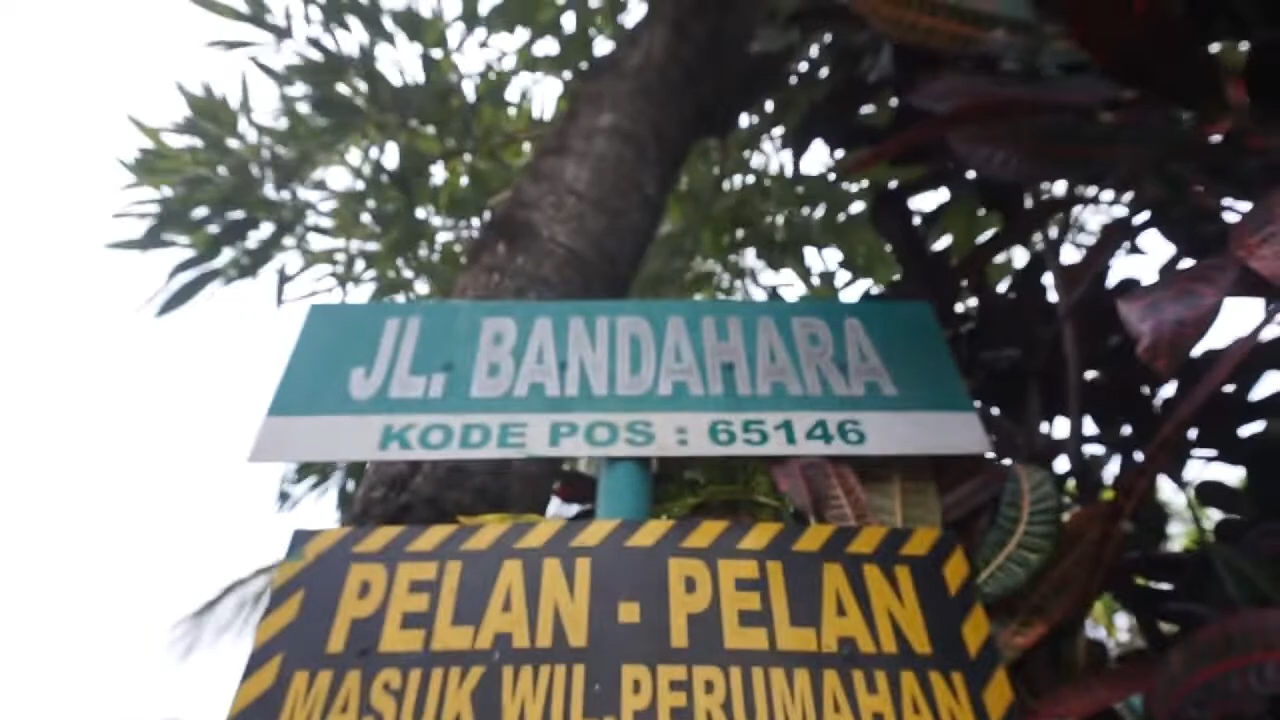 JL. BANDAHARA
KODE POS : 65146
PELAN - PELAN
MASUK WIL.PERUMAHAN